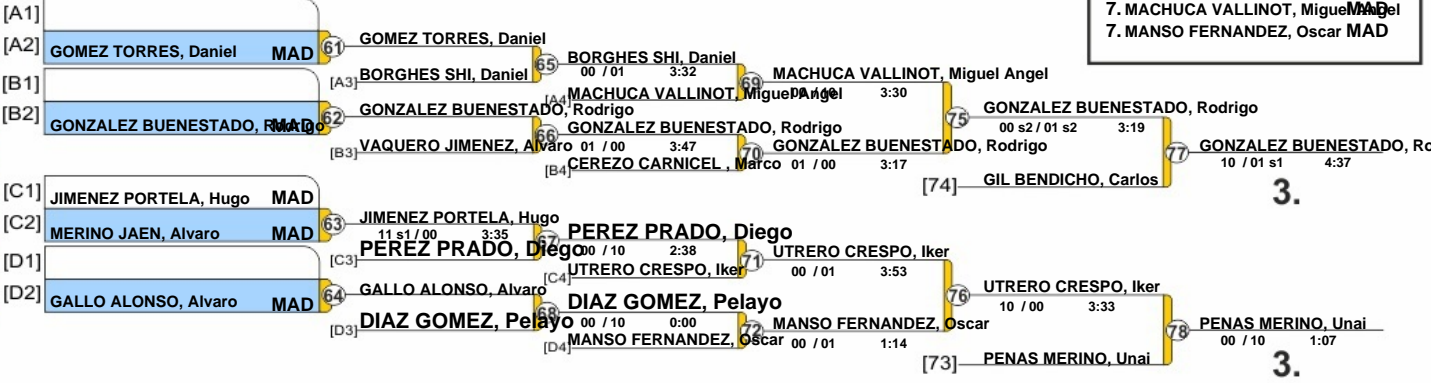 7. MACHUCA VALLINOT, Miguel Angel MAD
7. MANSO FERNANDEZ, Oscar MAD
[A1]
[A2] GOMEZ TORRES, Daniel MAD
61
GOMEZ TORRES, Daniel
[A3] BORGHES SHI, Daniel
65
BORGHES SHI, Daniel
00 / 01 3:32
[A4] MACHUCA VALLINOT, Miguel Angel
69
MACHUCA VALLINOT, Miguel Angel
00 / 10 3:30
[B1]
[B2] GONZALEZ BUENESTADO, Rodrigo MAD
62
GONZALEZ BUENESTADO, Rodrigo
[B3] VAQUERO JIMENEZ, Alvaro
66
GONZALEZ BUENESTADO, Rodrigo
01 / 00 3:47
[B4] CEREZO CARNICEL , Marco
70
GONZALEZ BUENESTADO, Rodrigo
01 / 00 3:17
75
GONZALEZ BUENESTADO, Rodrigo
00 s2 / 01 s2 3:19
[74] GIL BENDICHO, Carlos
77
GONZALEZ BUENESTADO, Ro
10 / 01 s1 4:37
3.
[C1] JIMENEZ PORTELA, Hugo MAD
[C2] MERINO JAEN, Alvaro MAD
63
JIMENEZ PORTELA, Hugo
11 s1 / 00 3:35
[C3] PEREZ PRADO, Diego
67
PEREZ PRADO, Diego
00 / 10 2:38
[C4] UTRERO CRESPO, Iker
71
UTRERO CRESPO, Iker
00 / 01 3:53
[D1]
[D2] GALLO ALONSO, Alvaro MAD
64
GALLO ALONSO, Alvaro
[D3] DIAZ GOMEZ, Pelayo
68
DIAZ GOMEZ, Pelayo
00 / 10 0:00
[D4] MANSO FERNANDEZ, Oscar
72
MANSO FERNANDEZ, Oscar
00 / 01 1:14
76
UTRERO CRESPO, Iker
10 / 00 3:33
[73] PENAS MERINO, Unai
78
PENAS MERINO, Unai
00 / 10 1:07
3.